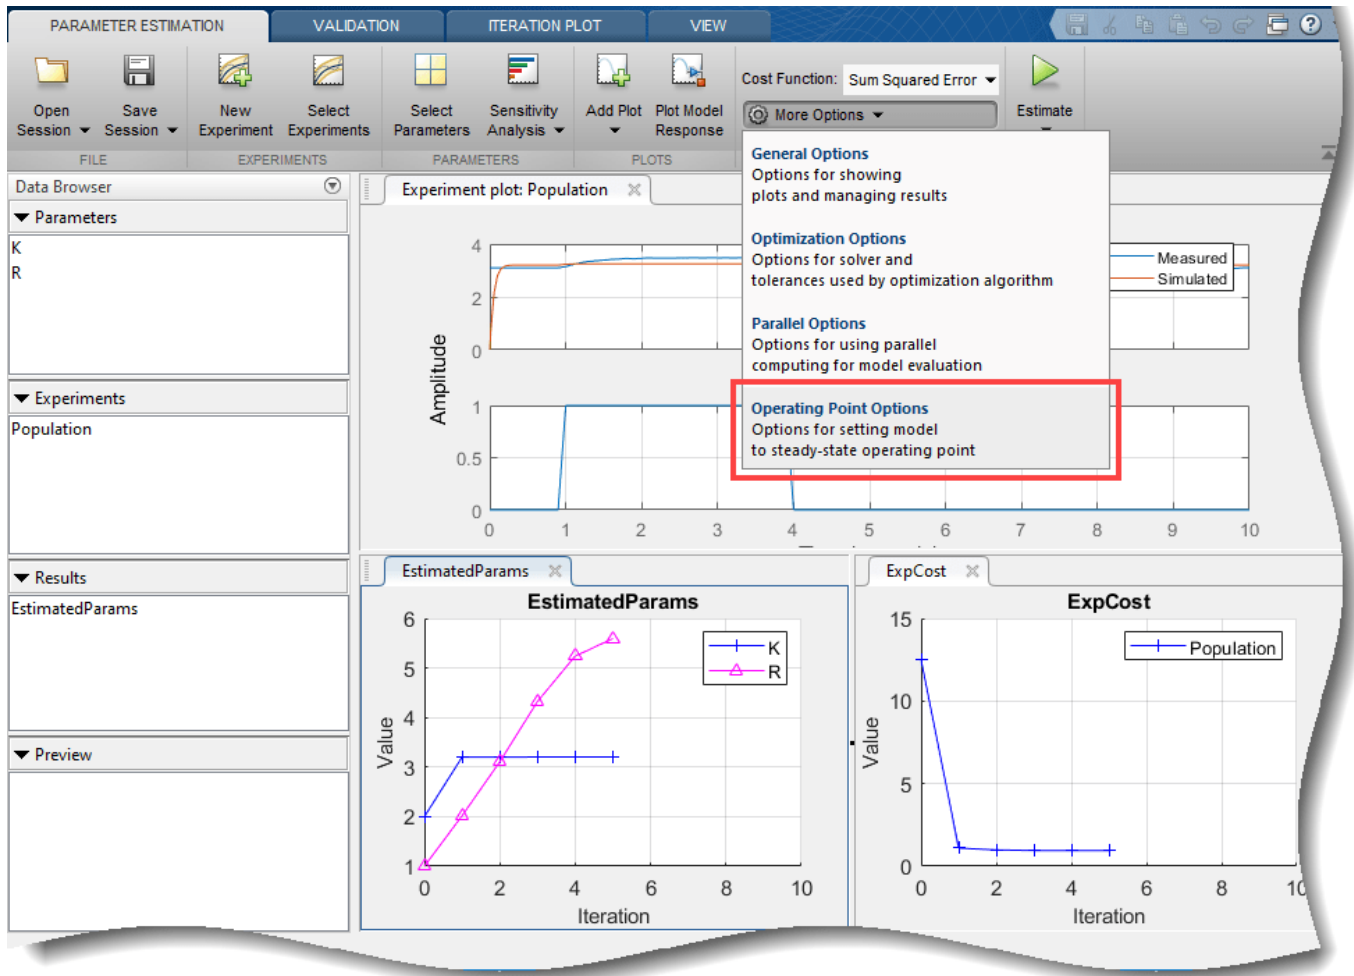 PARAMETER ESTIMATION
VALIDATION
ITERATION PLOT
VIEW
Open
Session
Save
Session
New
Experiment
Select
Experiments
Select
Parameters
Sensitivity
Analysis
Add Plot
Plot Model
Response
Cost Function: Sum Squared Error
More Options
Estimate
FILE
EXPERIMENTS
PARAMETERS
PLOTS
General Options
Options for showing
plots and managing results
Optimization Options
Options for solver and
tolerances used by optimization algorithm
Parallel Options
Options for using parallel
computing for model evaluation
Operating Point Options
Options for setting model
to steady-state operating point
Data Browser
Parameters
K
R
Experiments
Population
Results
EstimatedParams
Preview
Experiment plot: Population
Measured
Simulated
Amplitude
4
2
0
1
0.5
0
0 1 2 3 4 5 6 7 8 9 10
EstimatedParams
EstimatedParams
K
R
Value
6
5
4
3
2
1
0 2 4 6 8 10
Iteration
ExpCost
ExpCost
Population
Value
15
10
5
0
0 2 4 6 8 10
Iteration